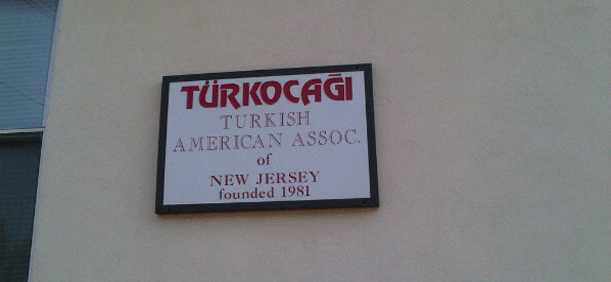 TÜRKOCAĞI
TURKISH
AMERICAN ASSOC.
of
NEW JERSEY
founded 1981